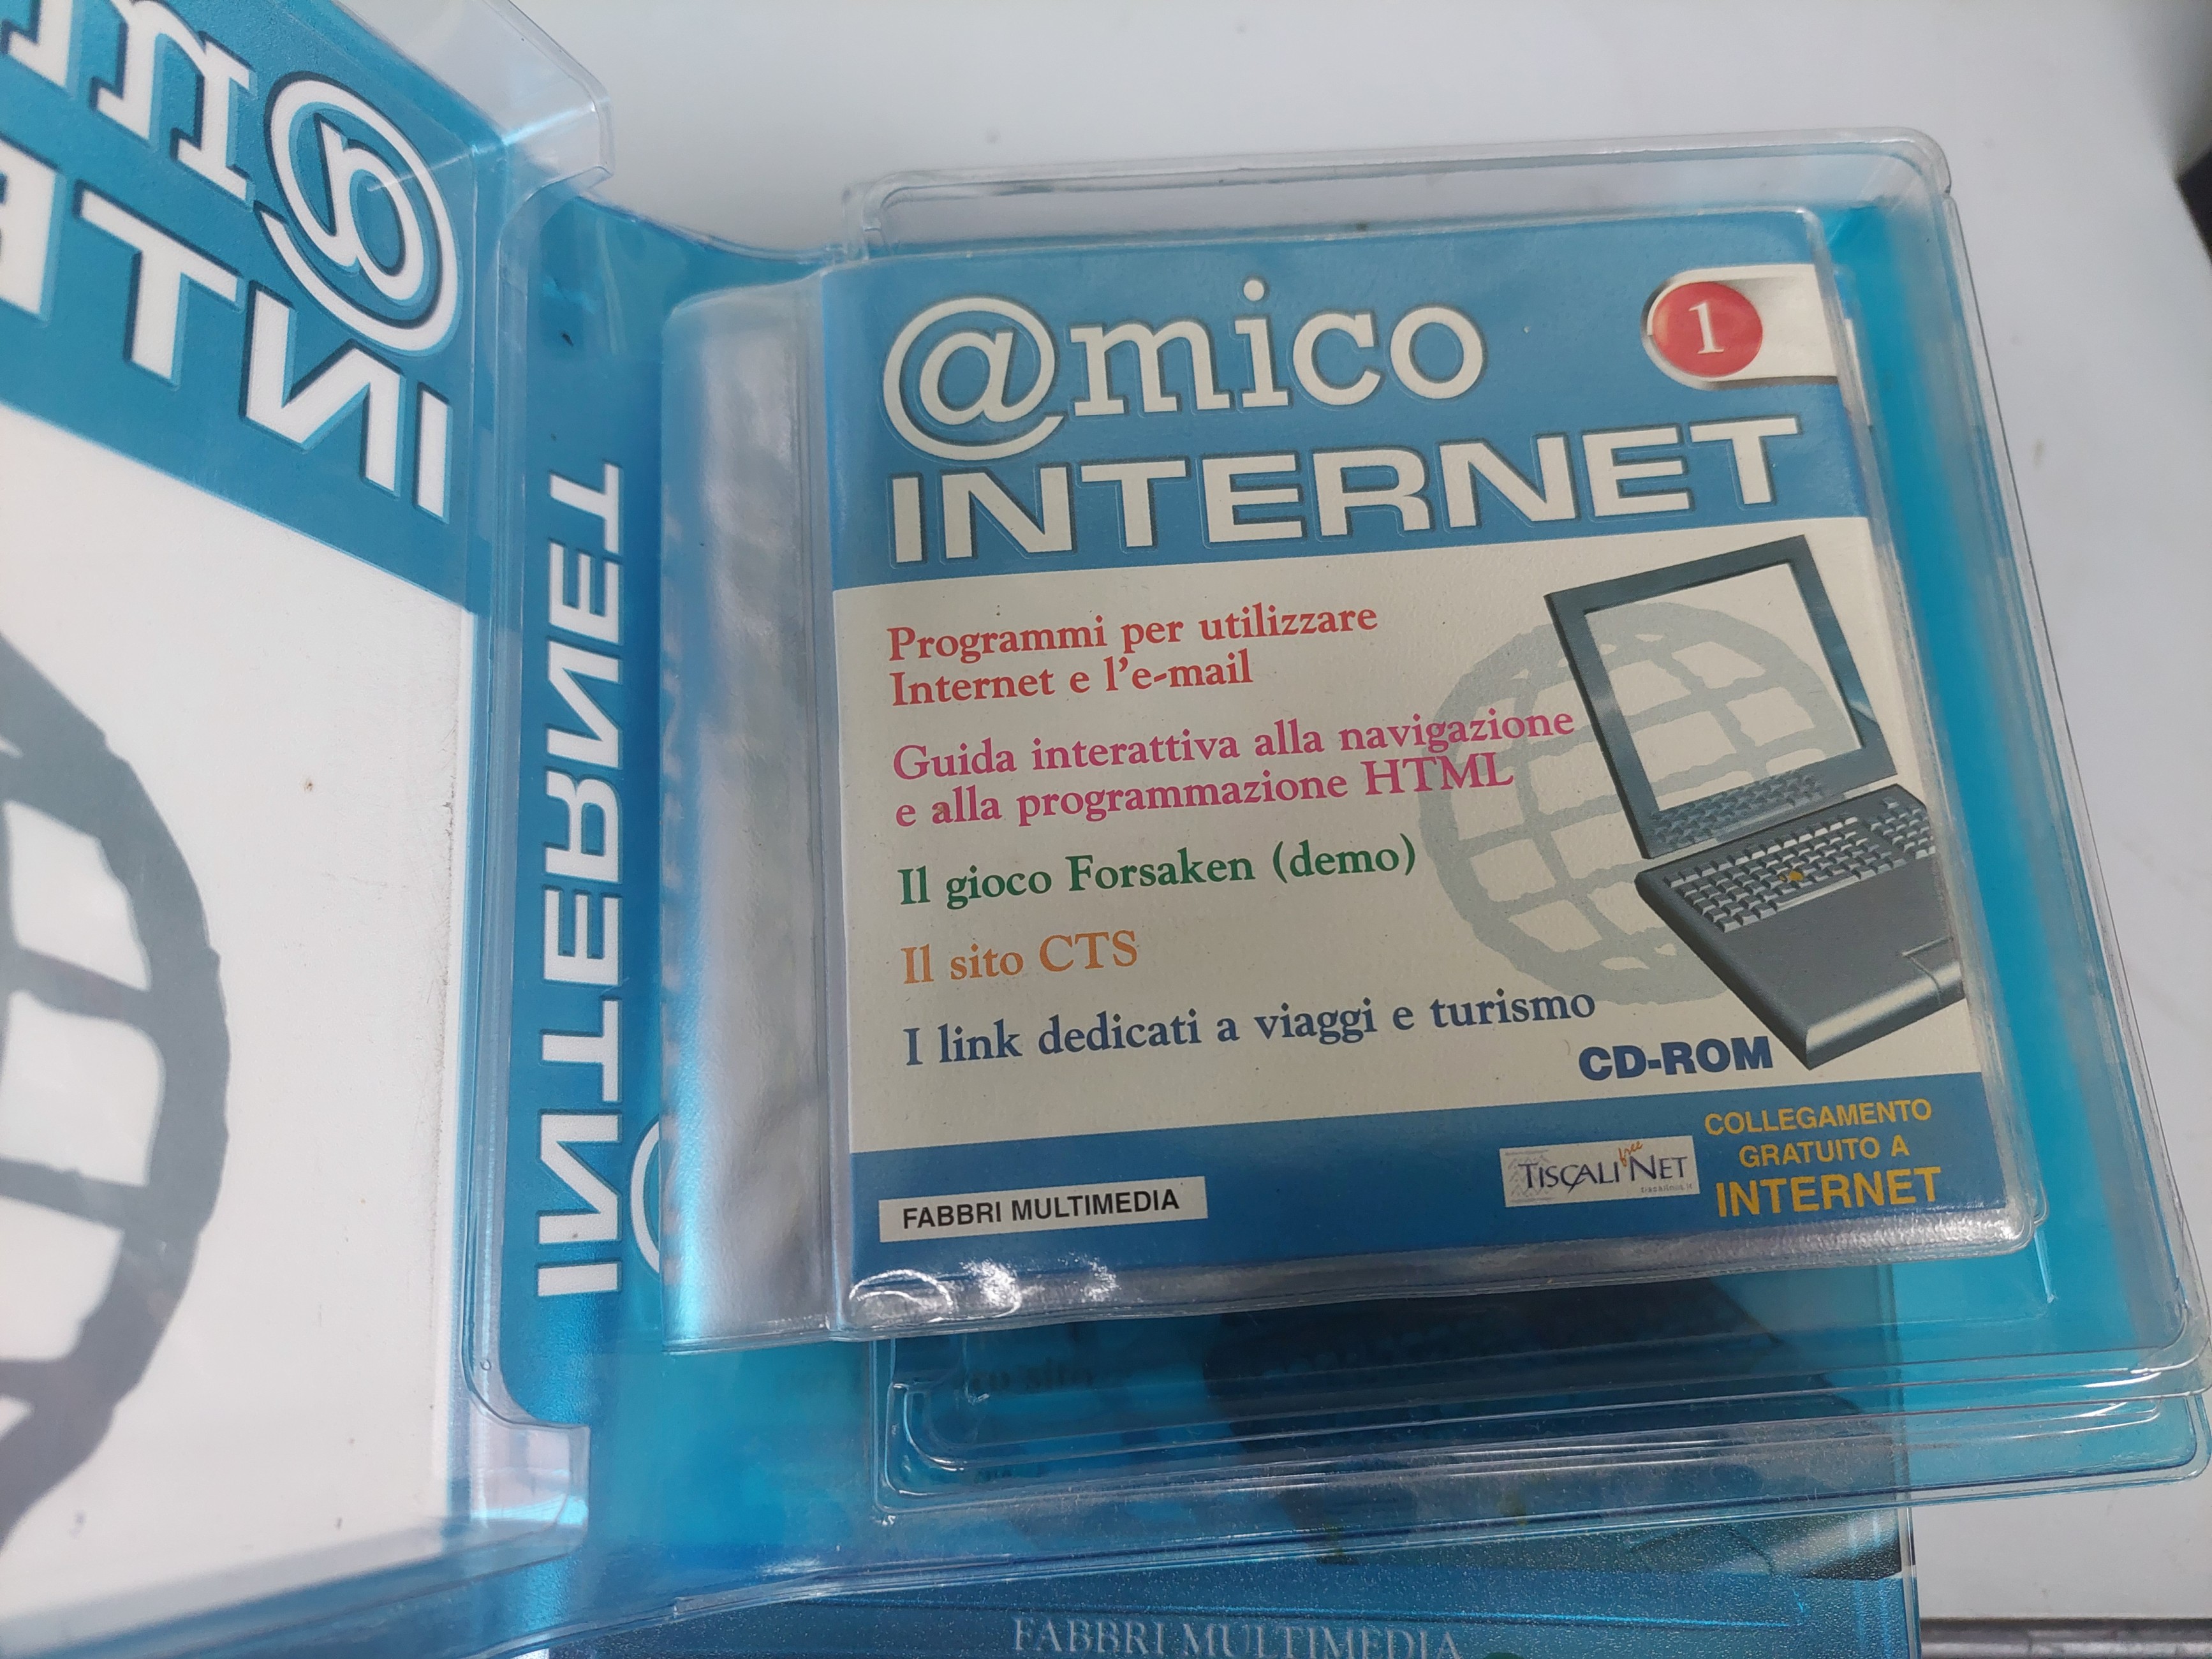 @mico
INTERNET
1
Programmi per utilizzare
Internet e l'e-mail
Guida interattiva alla navigazione
e alla programmazione HTML
Il gioco Forsaken (demo)
Il sito CTS
I link dedicati a viaggi e turismo
CD-ROM
FABBRI MULTIMEDIA
TISCALI free NET
COLLEGAMENTO
GRATUITO A
INTERNET
INTERNET
FABBRI MULTIMEDIA